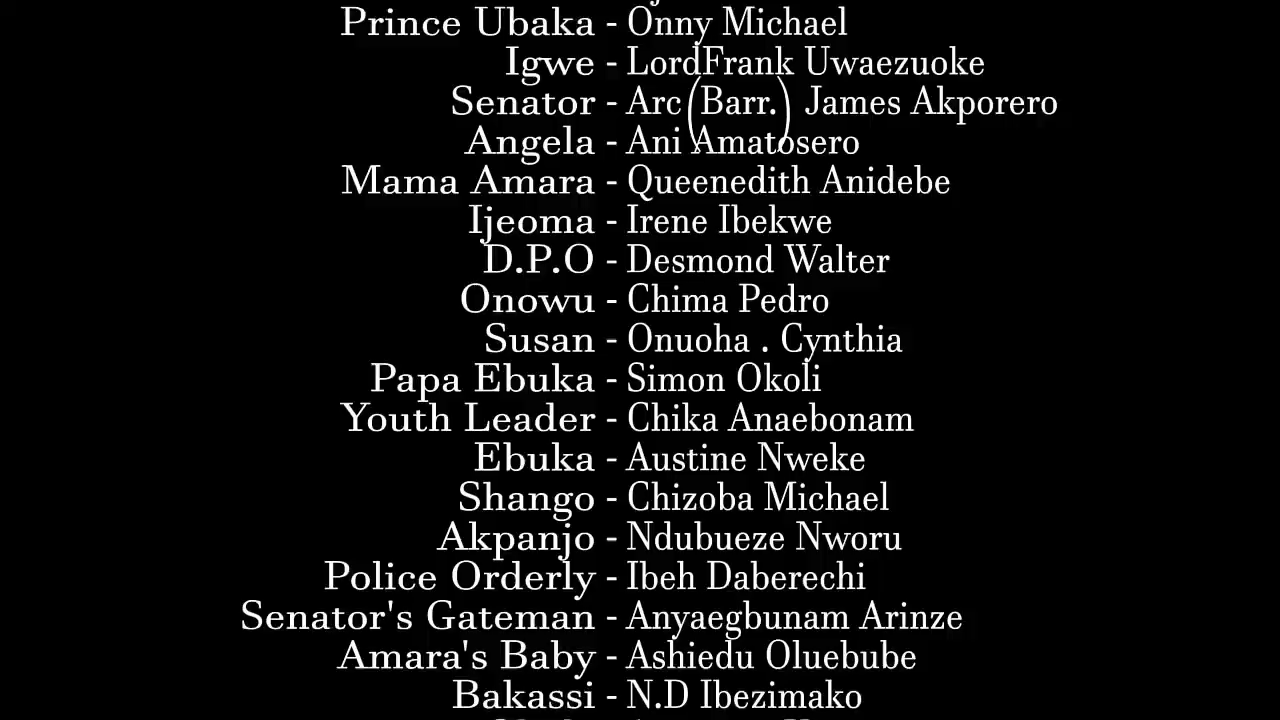 Prince Ubaka - Onny Michael
Igwe - LordFrank Uwaezuoke
Senator - Arc(Barr.) James Akporero
Angela - Ani Amatosero
Mama Amara - Queenedith Anidebe
Ijeoma - Irene Ibekwe
D.P.O - Desmond Walter
Onowu - Chima Pedro
Susan - Onuoha . Cynthia
Papa Ebuka - Simon Okoli
Youth Leader - Chika Anaebonam
Ebuka - Austine Nweke
Shango - Chizoba Michael
Akpanjo - Ndubueze Nworu
Police Orderly - Ibeh Daberechi
Senator's Gateman - Anyaegbunam Arinze
Amara's Baby - Ashiedu Oluebube
Bakassi - N.D Ibezimako